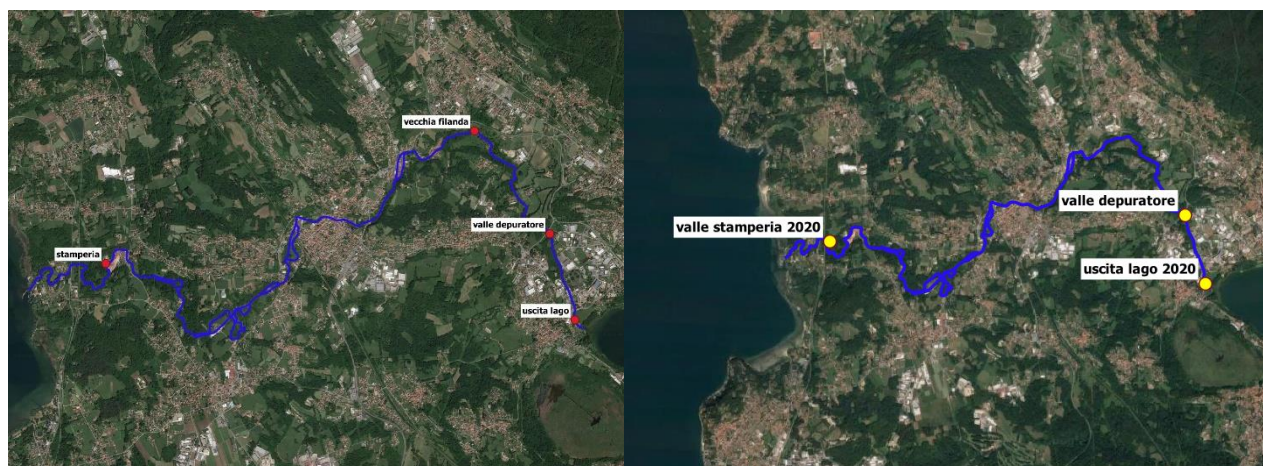 vecchia filanda
valle depuratore
stamperia
uscita lago
valle depuratore
valle stamperia 2020
uscita lago 2020